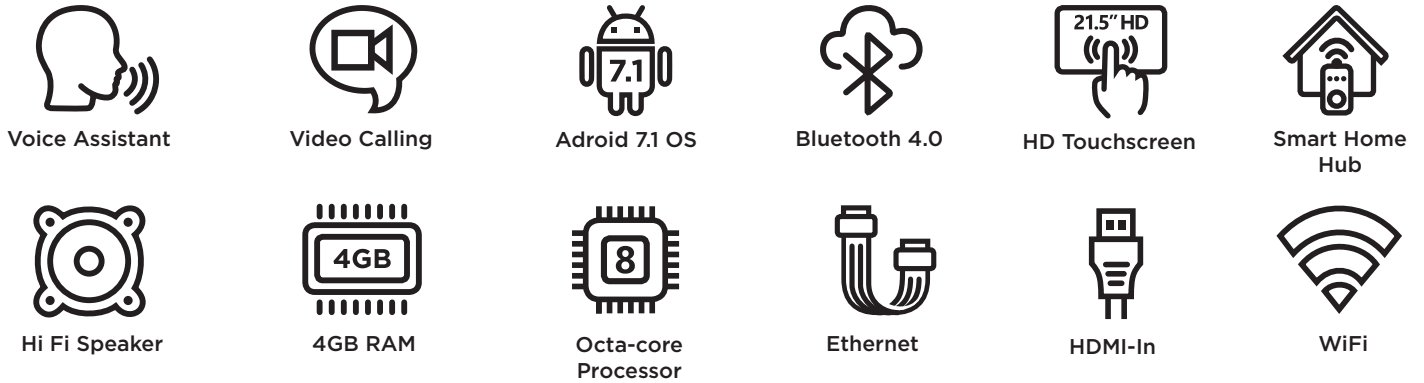 7.1
21.5" HD
Voice Assistant
Video Calling
Adroid 7.1 OS
Bluetooth 4.0
HD Touchscreen
Smart Home
Hub
4GB
8
Hi Fi Speaker
4GB RAM
Octa-core
Processor
Ethernet
HDMI-In
WiFi